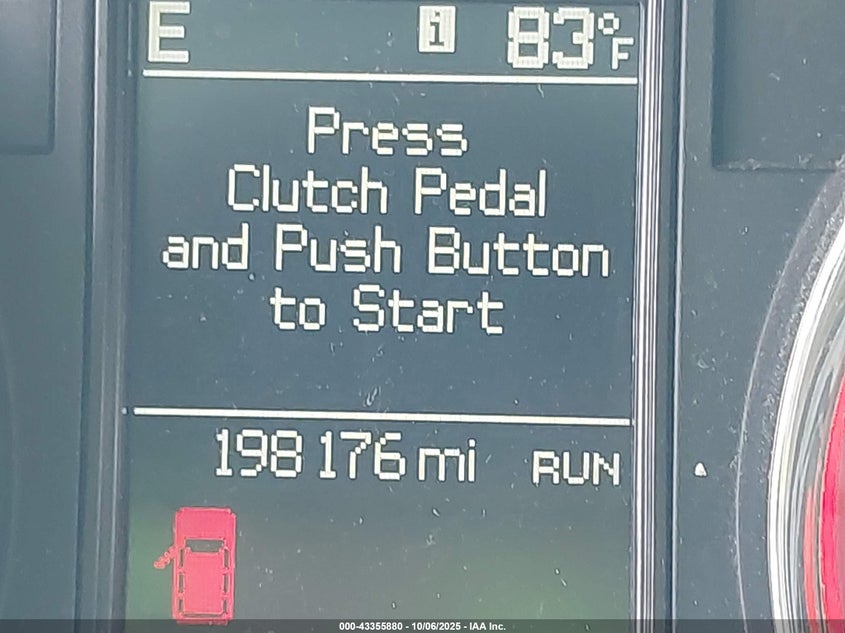 E i 83°F
Press
Clutch Pedal
and Push Button
to Start
198176 mi RUN
000-43355880 - 10/06/2025 - IAA Inc.